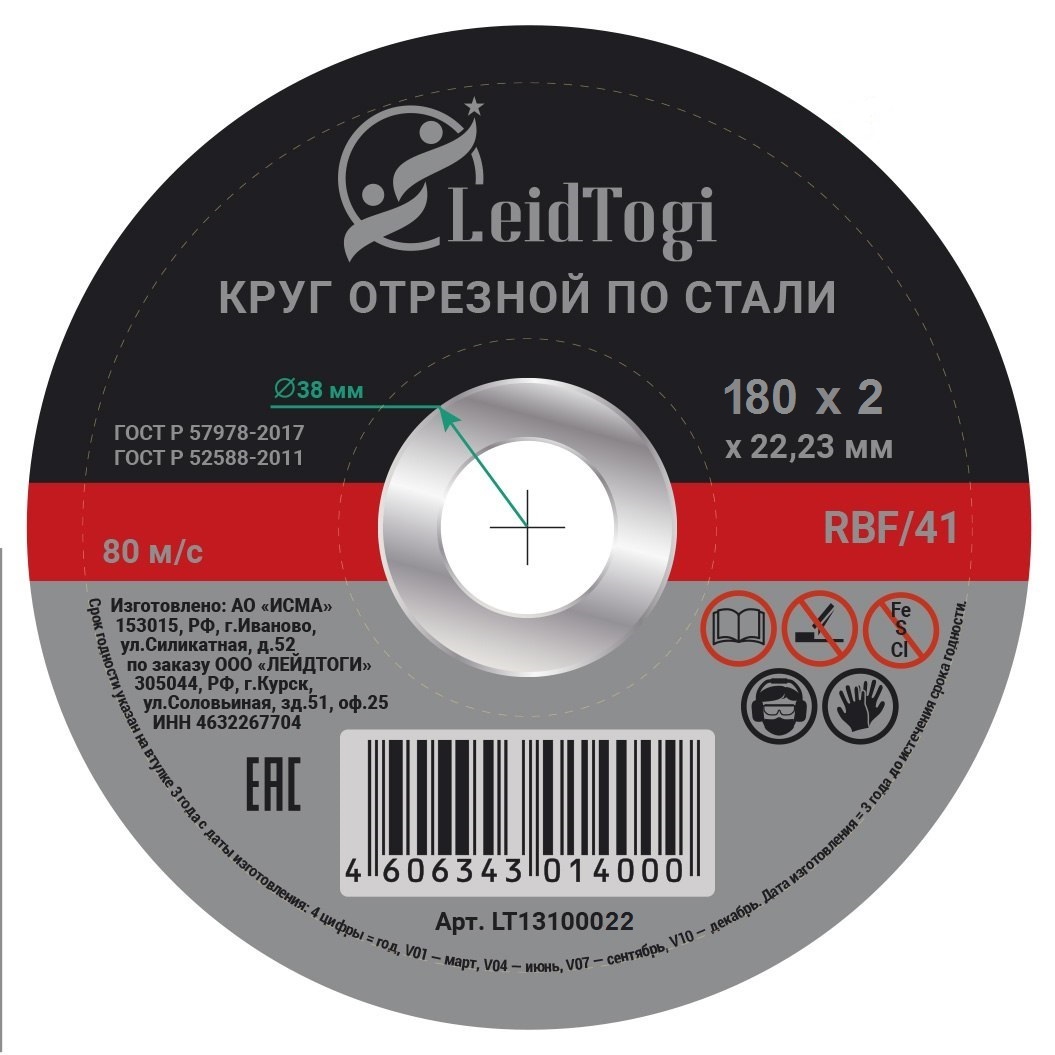 LeidTogi
КРУГ ОТРЕЗНОЙ ПО СТАЛИ
Ø38 мм
180 x 2
x 22,23 мм
ГОСТ Р 57978-2017
ГОСТ Р 52588-2011
80 м/с
RBF/41
Изготовлено: АО «ИСМА»
153015, РФ, г.Иваново,
ул.Силикатная, д.52
по заказу ООО «ЛЕЙДТОГИ»
305044, РФ, г.Курск,
ул.Соловьиная, зд.51, оф.25
ИНН 4632267704
Fe
S
Cl
EAC
4 606343 014000
Арт. LT13100022
Срок годности указан на втулке 3 года с даты изготовления: 4 цифры = год, V01 – март, V04 – июнь, V07 – сентябрь, V10 – декабрь. Дата изготовления = 3 года до истечения срока годности.